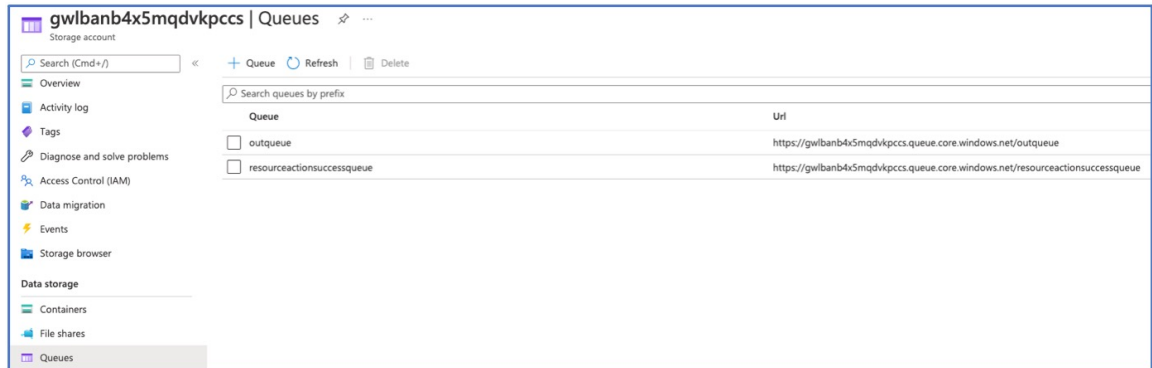 gwlbanb4x5mqdvkpccs | Queues
Storage account
Search (Cmd+/)
Overview
Activity log
Tags
Diagnose and solve problems
Access Control (IAM)
Data migration
Events
Storage browser
Data storage
Containers
File shares
Queues
Queue Refresh Delete
Search queues by prefix
Queue Url
outqueue https://gwlbanb4x5mqdvkpccs.queue.core.windows.net/outqueue
resourceactionsuccessqueue https://gwlbanb4x5mqdvkpccs.queue.core.windows.net/resourceactionsuccessqueue